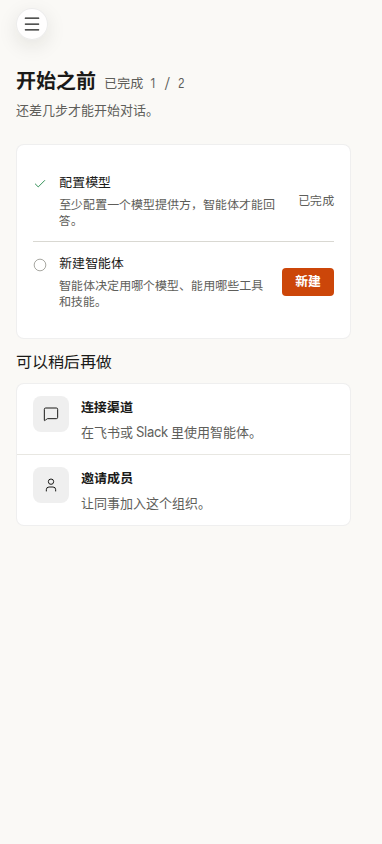 开始之前 已完成 1 / 2
还差几步才能开始对话。
配置模型
至少配置一个模型提供方，智能体才能回
答。
已完成
新建智能体
智能体决定用哪个模型、能用哪些工具
和技能。
新建
可以稍后再做
连接渠道
在飞书或 Slack 里使用智能体。
邀请成员
让同事加入这个组织。